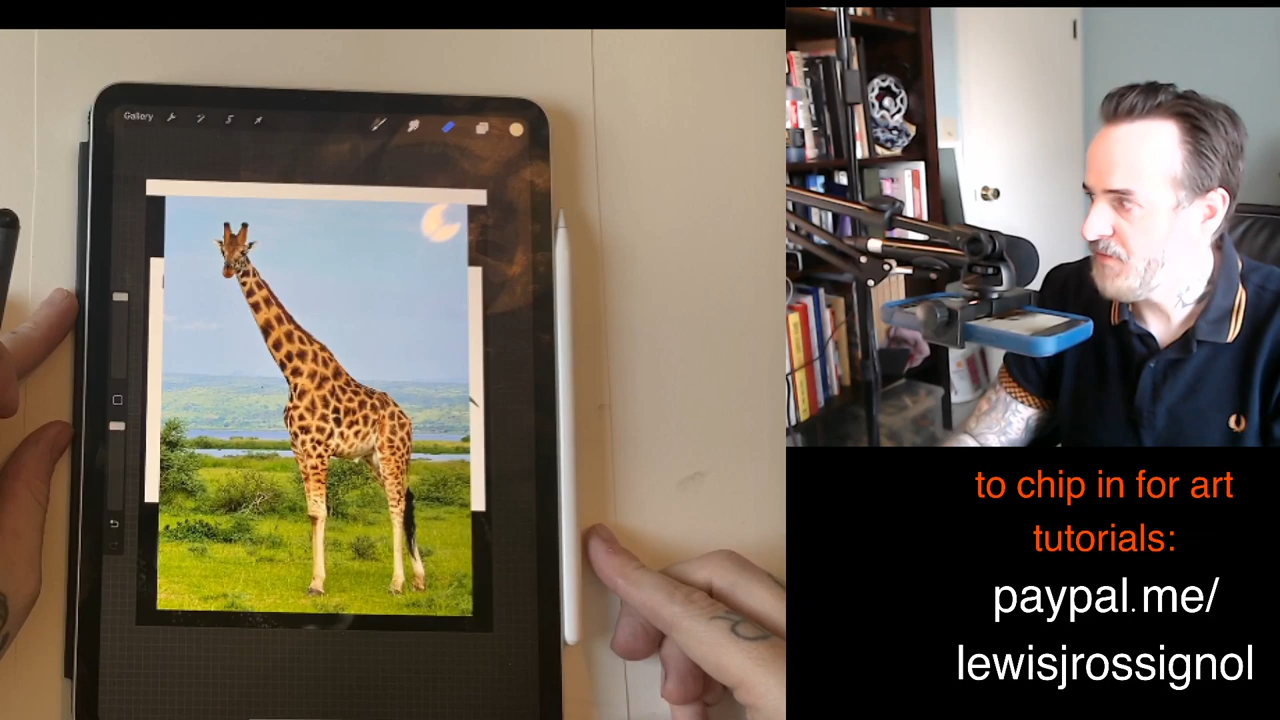 Gallery
to chip in for art
tutorials:
paypal.me/
lewisjrossignol